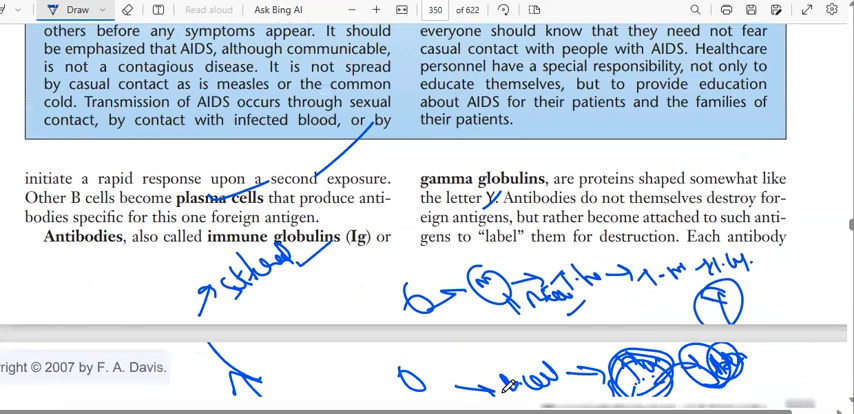 Draw
Read aloud
Ask Bing AI
350 of 622
others before any symptoms appear. It should
be emphasized that AIDS, although communicable,
is not a contagious disease. It is not spread
by casual contact as is measles or the common
cold. Transmission of AIDS occurs through sexual
contact, by contact with infected blood, or by
everyone should know that they need not fear
casual contact with people with AIDS. Healthcare
personnel have a special responsibility, not only to
educate themselves, but to provide education
about AIDS for their patients and the families of
their patients.
initiate a rapid response upon a second exposure.
Other B cells become plasma cells that produce anti-
bodies specific for this one foreign antigen.
Antibodies, also called immune globulins (Ig) or
gamma globulins, are proteins shaped somewhat like
the letter Y. Antibodies do not themselves destroy for-
eign antigens, but rather become attached to such anti-
gens to “label” them for destruction. Each antibody
right © 2007 by F. A. Davis.